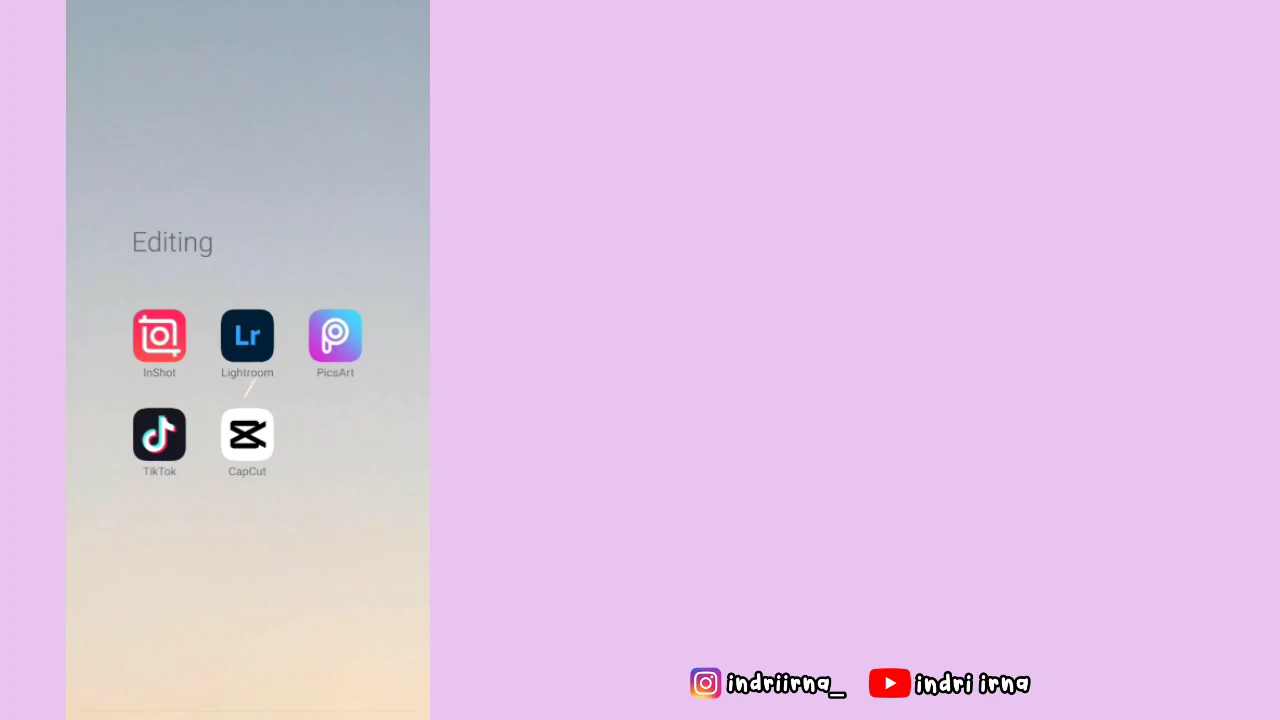 Editing
Lr
InShot Lightroom PicsArt
TikTok CapCut
indriirna_ indri irna